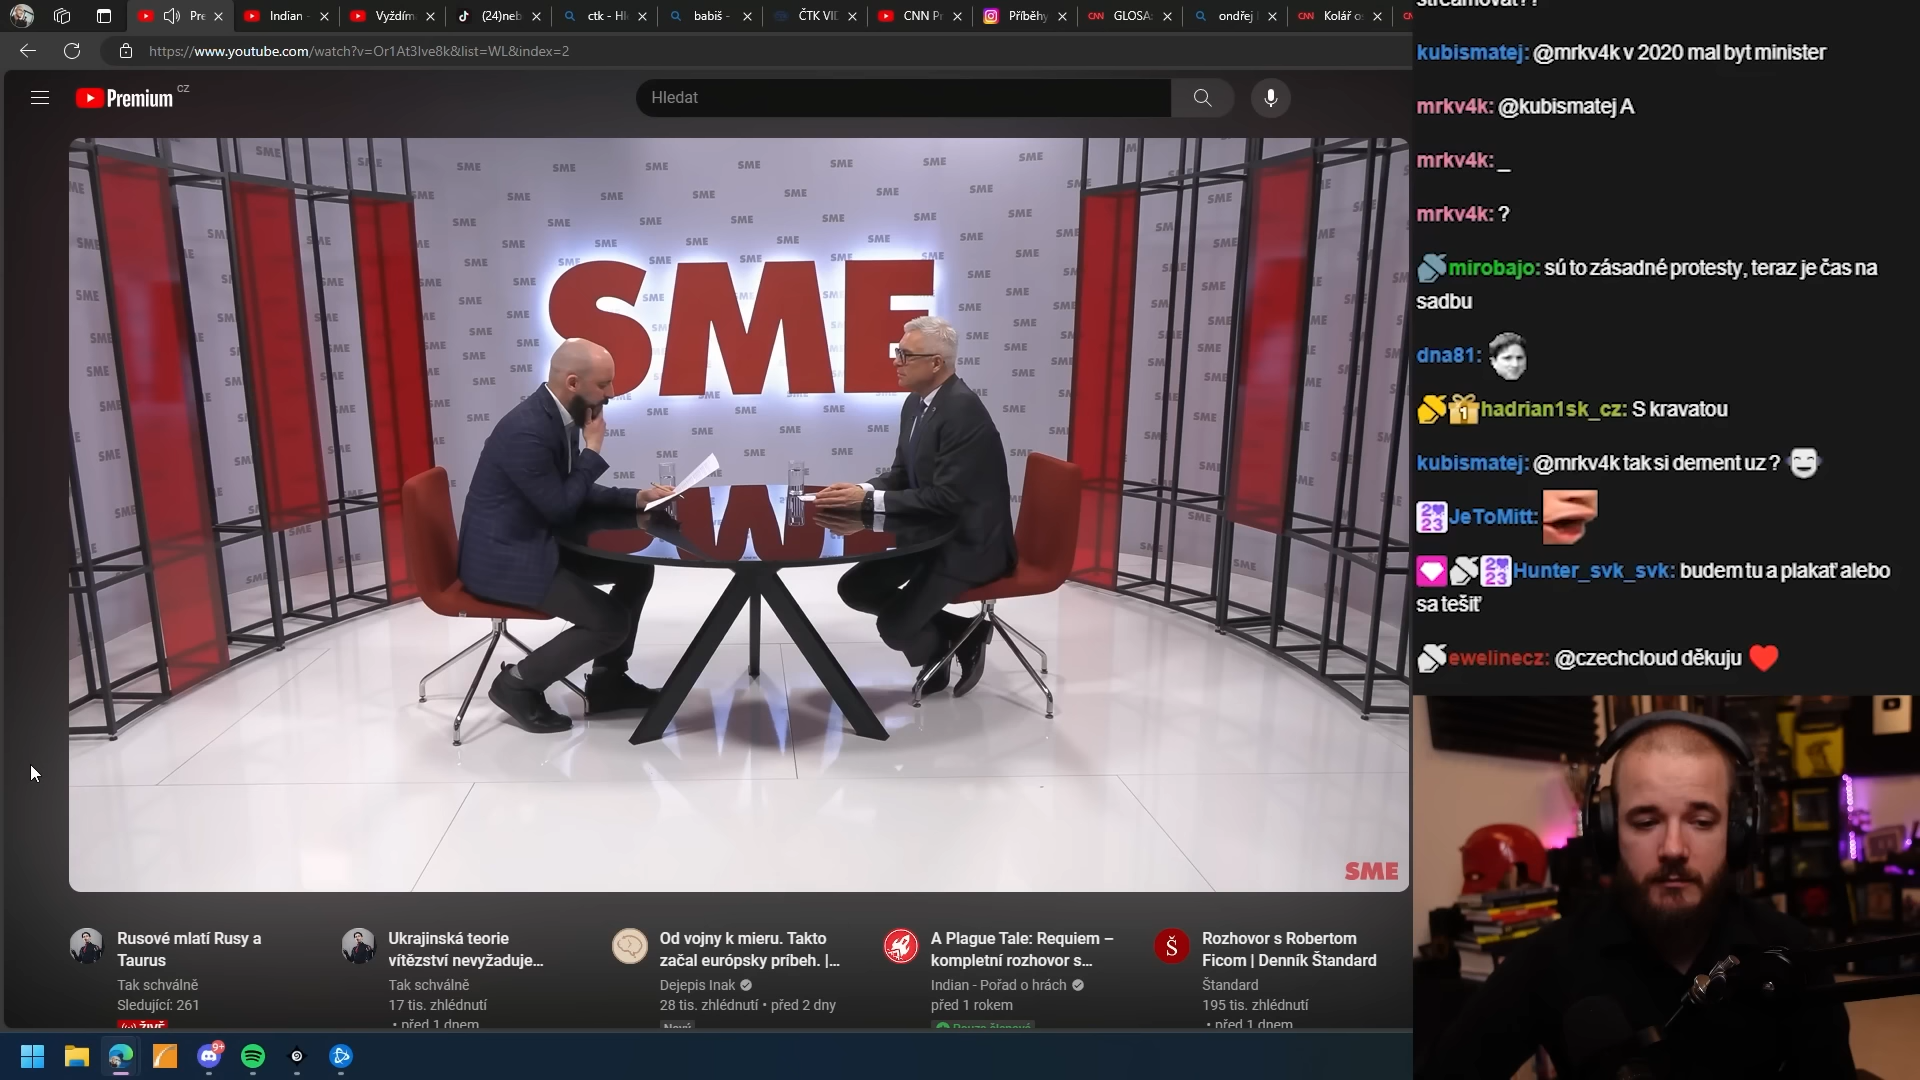 Pre
Indian -
Vyždím
(24)neb
ctk - Hl
babiš -
ČTK VI
CNN P
Příběhy
GLOSA:
ondřej
Kolář o
https://www.youtube.com/watch?v=Or1At3lve8k&list=WL&index=2
Premium CZ
Hledat
SME
SME
kubismatej: @mrkv4k v 2020 mal byt minister
mrkv4k: @kubismatej A
mrkv4k: _
mrkv4k: ?
mirobajo: sú to zásadné protesty, teraz je čas na
sadbu
dna81:
hadrian1sk_cz: S kravatou
kubismatej: @mrkv4k tak si dement uz ?
JeToMitt:
Hunter_svk_svk: budem tu a plakať alebo
sa tešiť
ewelinecz: @czechcloud děkuju
Rusové mlatí Rusy a
Taurus
Tak schválně
Sledující: 261
ŽIVĚ
Ukrajinská teorie
vítězství nevyžaduje...
Tak schválně
17 tis. zhlédnutí
• před 1 dnem
Od vojny k mieru. Takto
začal európsky príbeh. |...
Dejepis Inak
28 tis. zhlédnutí • před 2 dny
Nový
A Plague Tale: Requiem –
kompletní rozhovor s...
Indian - Pořad o hrách
před 1 rokem
Rozhovor s Robertom
Ficom | Denník Štandard
Štandard
195 tis. zhlédnutí
• před 1 dnem